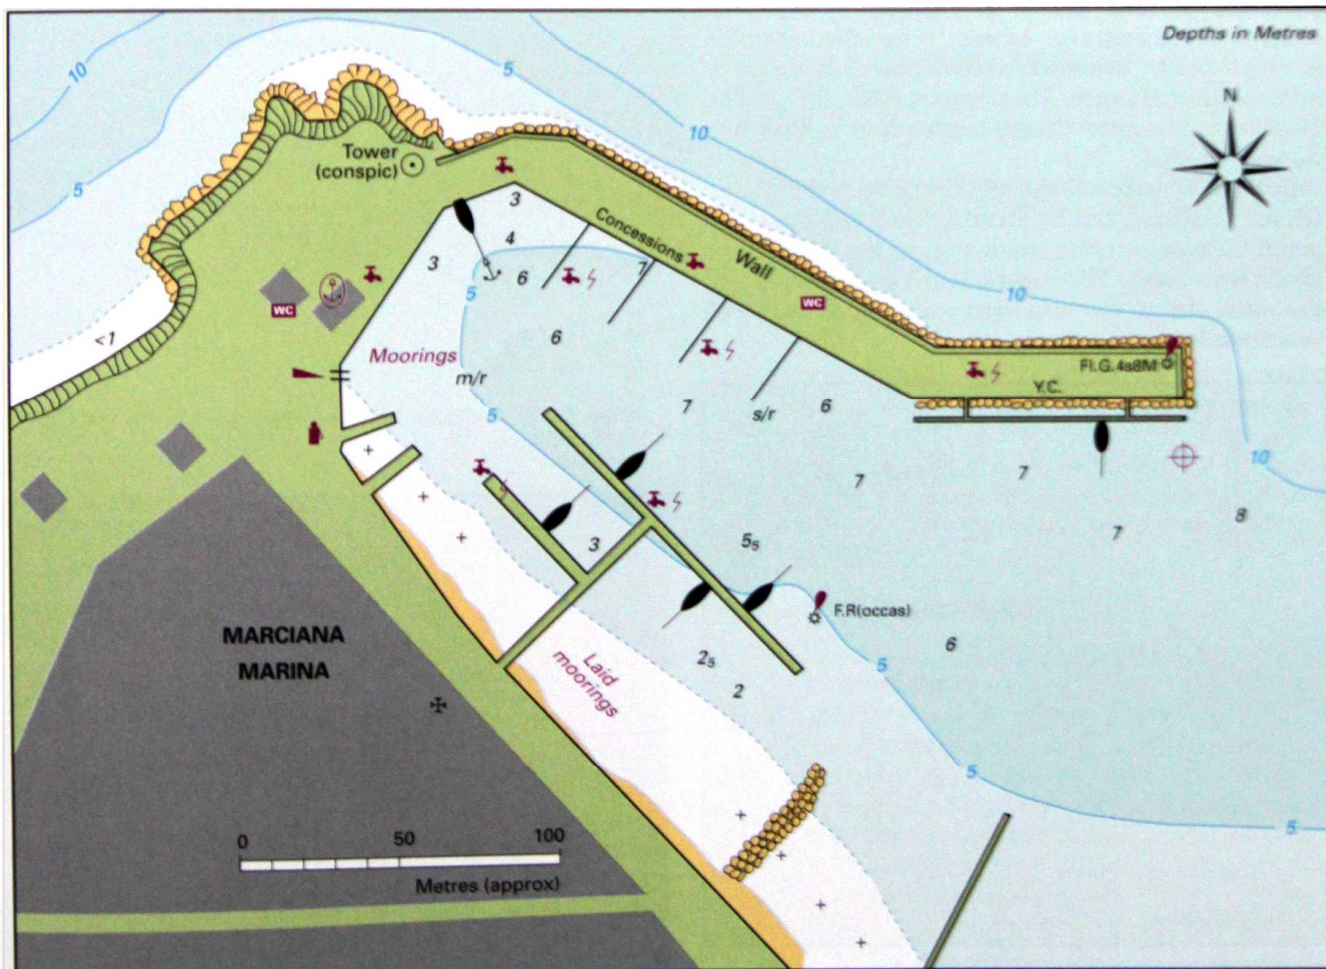 Depths in Metres
10
5
5
10
N
Tower
(conspic)
5
3
Concessions
Wall
4
3
7
6
5
10
WC
WC
<1
6
Moorings
m/r
Fl.G.4s8M
Y.C.
7
s/r
6
5
10
7
7
8
3
5₅
7
F.R(occas)
MARCIANA
MARINA
6
2₅
5
Laid
moorings
2
5
5
0 50 100
Metres (approx)